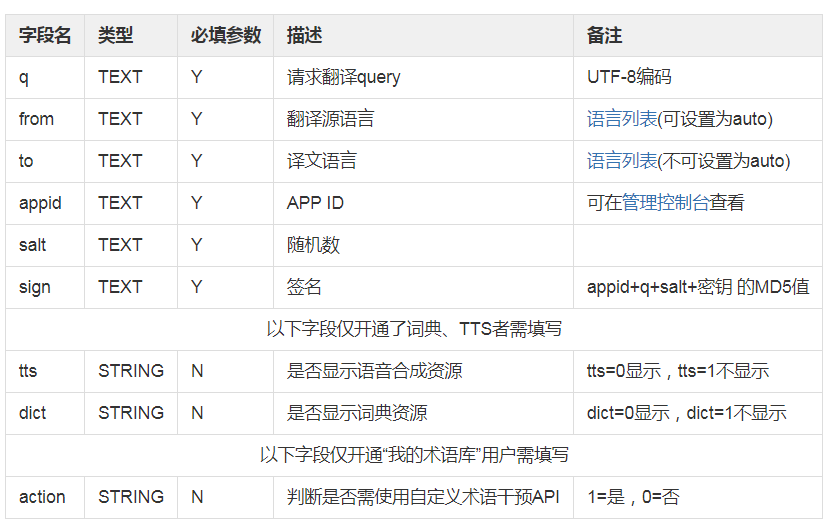 字段名 类型 必填参数 描述 备注
q TEXT Y 请求翻译query UTF-8编码
from TEXT Y 翻译源语言 语言列表(可设置为auto)
to TEXT Y 译文语言 语言列表(不可设置为auto)
appid TEXT Y APP ID 可在管理控制台查看
salt TEXT Y 随机数
sign TEXT Y 签名 appid+q+salt+密钥 的MD5值
以下字段仅开通了词典、TTS者需填写
tts STRING N 是否显示语音合成资源 tts=0显示，tts=1不显示
dict STRING N 是否显示词典资源 dict=0显示，dict=1不显示
以下字段仅开通“我的术语库”用户需填写
action STRING N 判断是否需使用自定义术语干预API 1=是，0=否